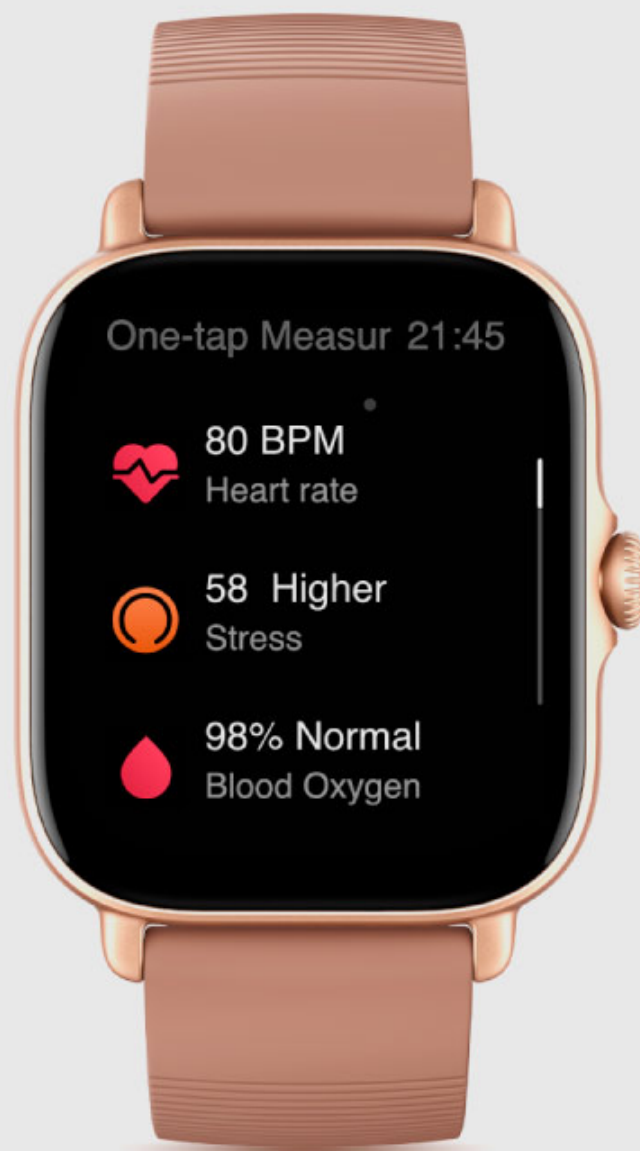 One-tap Measur 21:45
80 BPM
Heart rate
58 Higher
Stress
98% Normal
Blood Oxygen